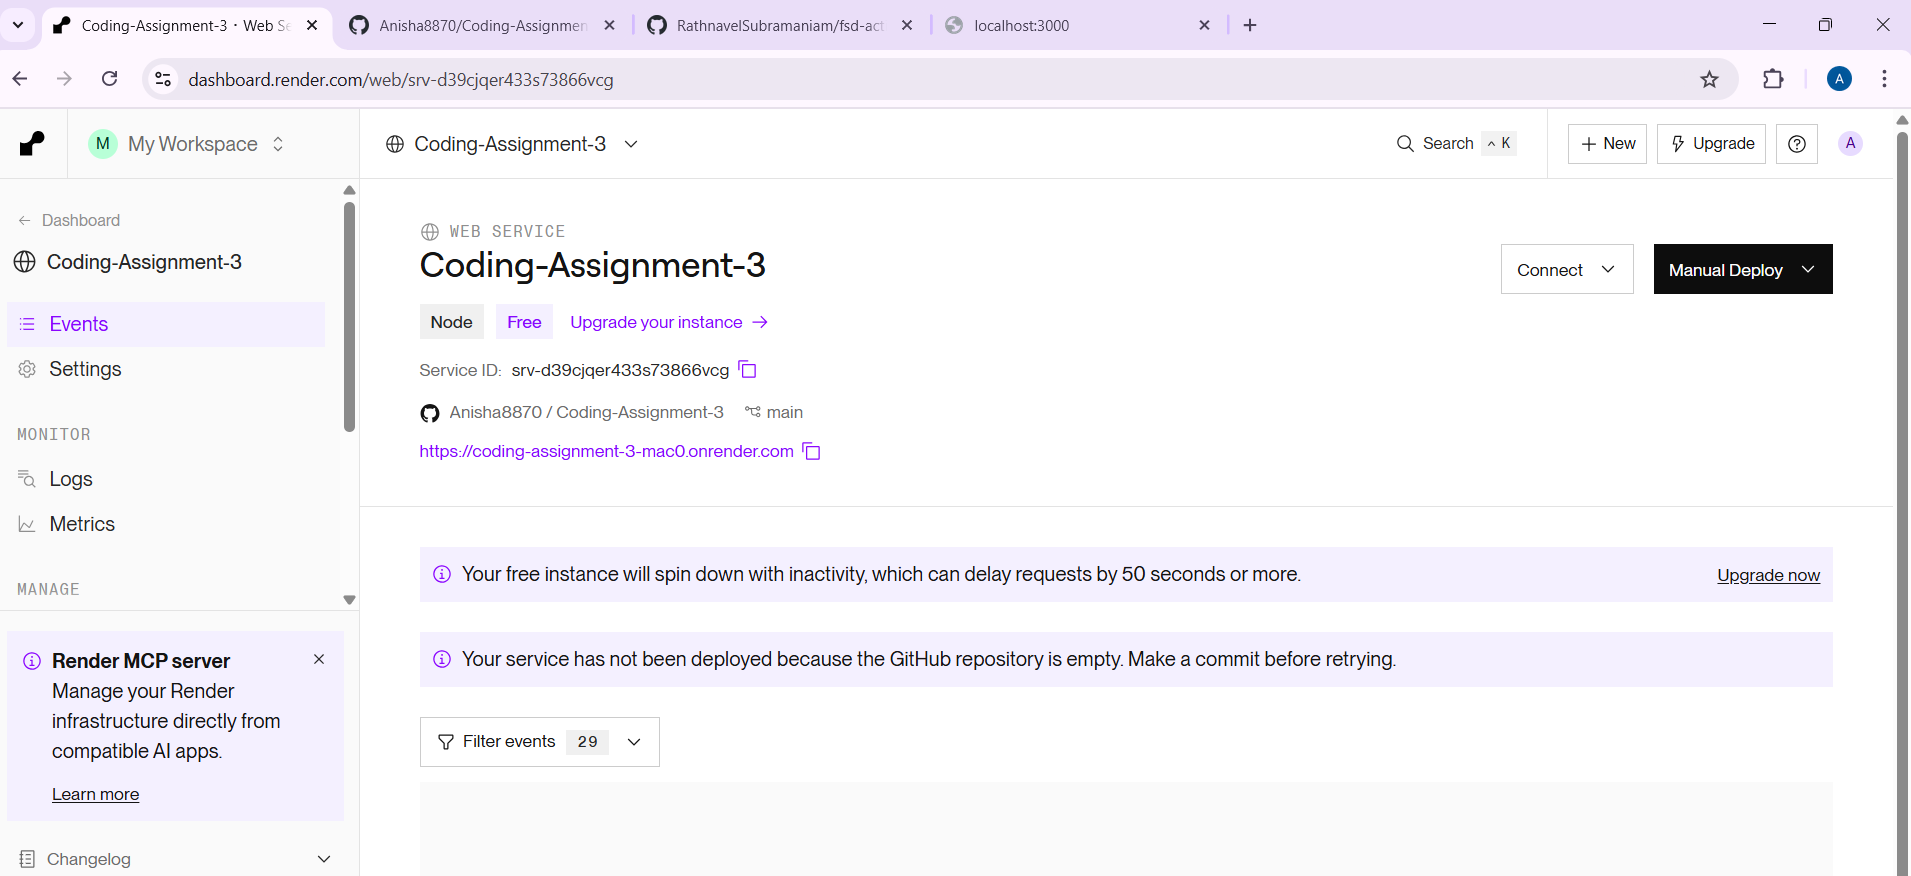 Coding-Assignment-3 · Web Se
Anisha8870/Coding-Assignmen
RathnavelSubramaniam/fsd-act
localhost:3000
dashboard.render.com/web/srv-d39cjqer433s73866vcg
A
M My Workspace
Coding-Assignment-3
Search ^ K
+ New
Upgrade
A
← Dashboard
Coding-Assignment-3
Events
Settings
MONITOR
Logs
Metrics
MANAGE
Render MCP server
Manage your Render
infrastructure directly from
compatible AI apps.
Learn more
Changelog
WEB SERVICE
Coding-Assignment-3
Connect
Manual Deploy
Node
Free
Upgrade your instance →
Service ID: srv-d39cjqer433s73866vcg
Anisha8870 / Coding-Assignment-3 main
https://coding-assignment-3-mac0.onrender.com
Your free instance will spin down with inactivity, which can delay requests by 50 seconds or more.
Upgrade now
Your service has not been deployed because the GitHub repository is empty. Make a commit before retrying.
Filter events 29